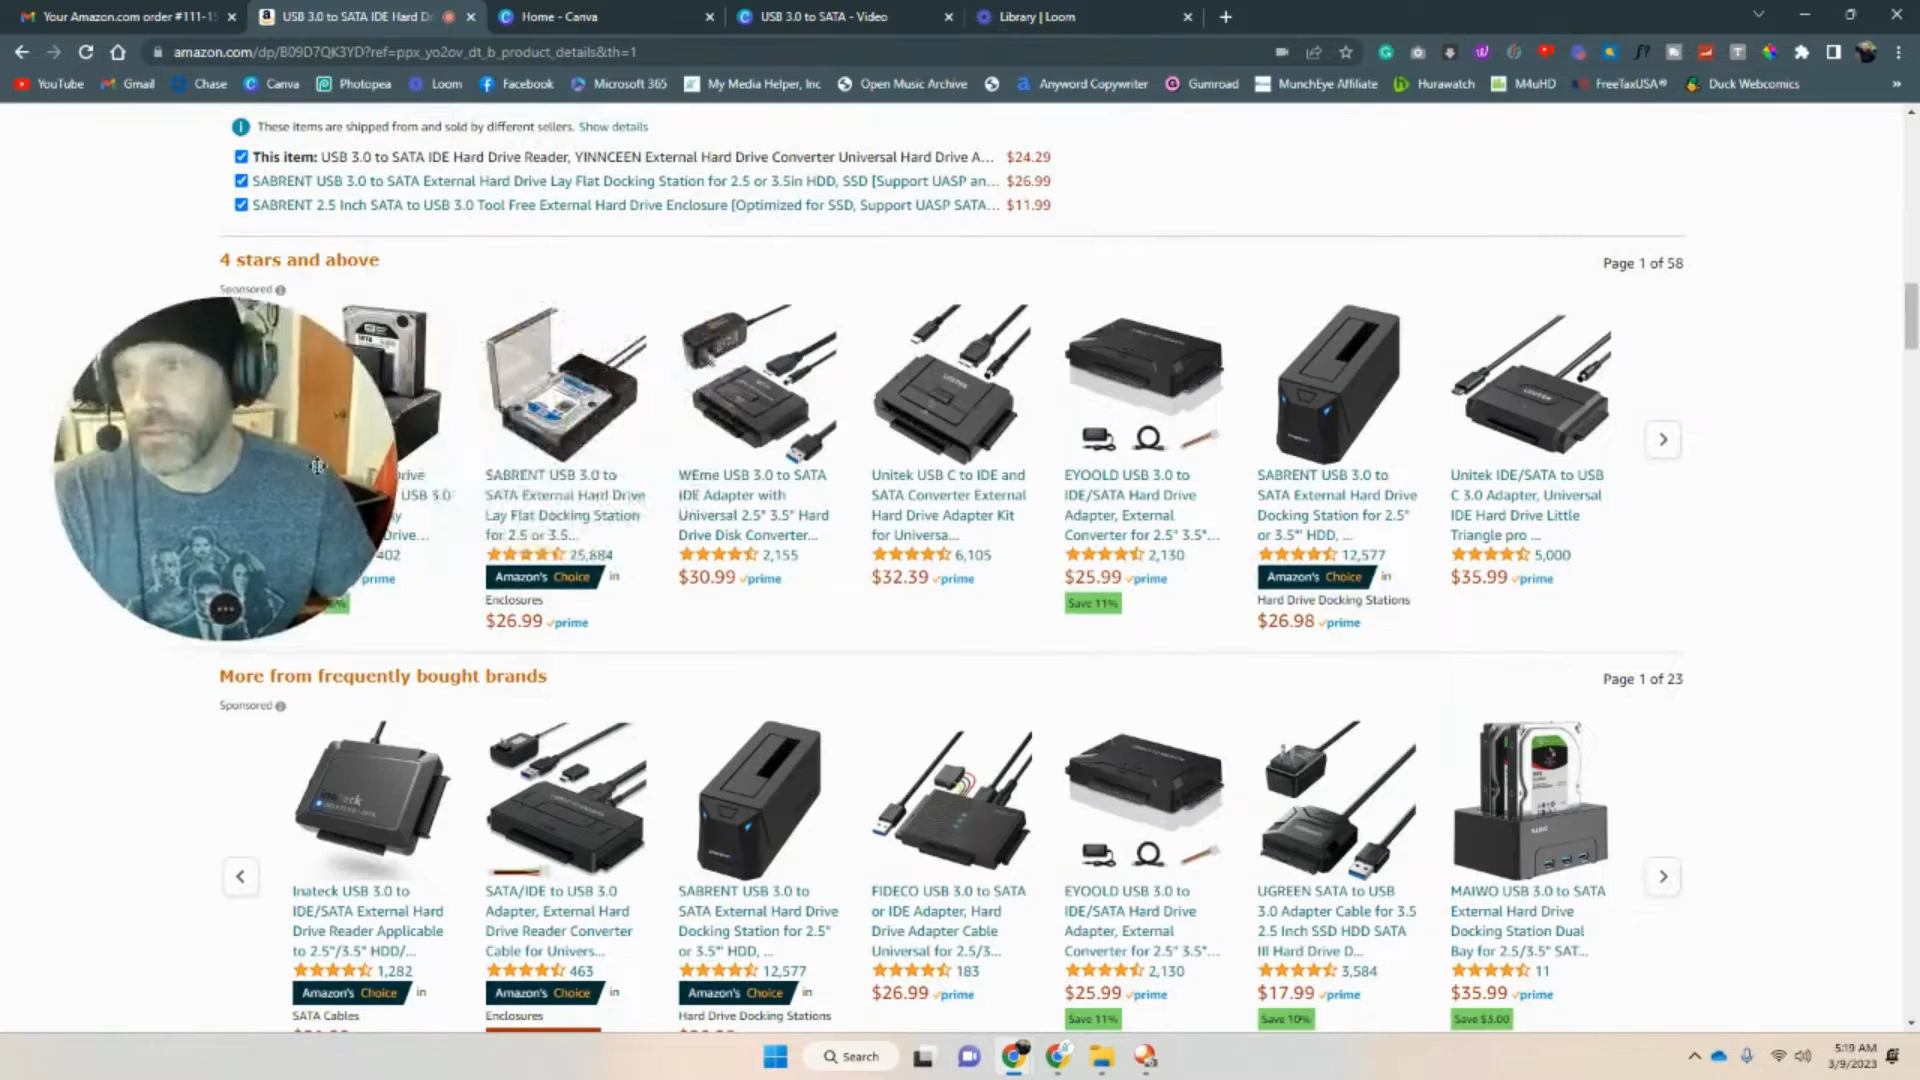 Your Amazon.com order #111-1
USB 3.0 to SATA IDE Hard Dr
Home - Canva
USB 3.0 to SATA - Video
Library | Loom
amazon.com/dp/B09D7QK3YD?ref=ppx_yo2ov_dt_b_product_details&th=1
YouTube Gmail Chase Canva Photopea Loom Facebook Microsoft 365 My Media Helper, Inc Open Music Archive Anyword Copywriter Gumroad MunchEye Affiliate Hurawatch M4uHD FreeTaxUSA® Duck Webcomics »
These items are shipped from and sold by different sellers. Show details
This item: USB 3.0 to SATA IDE Hard Drive Reader, YINNCEEN External Hard Drive Converter Universal Hard Drive A... $24.29
SABRENT USB 3.0 to SATA External Hard Drive Lay Flat Docking Station for 2.5 or 3.5in HDD, SSD [Support UASP an... $26.99
SABRENT 2.5 Inch SATA to USB 3.0 Tool Free External Hard Drive Enclosure [Optimized for SSD, Support UASP SATA... $11.99
4 stars and above
Page 1 of 58
Sponsored
rive
USB 3.0
ly
Drive...
402
prime
%
SABRENT USB 3.0 to
SATA External Hard Drive
Lay Flat Docking Station
for 2.5 or 3.5...
25,884
Amazon's Choice in
Enclosures
$26.99 prime
WEme USB 3.0 to SATA
IDE Adapter with
Universal 2.5" 3.5" Hard
Drive Disk Converter...
2,155
$30.99 prime
Unitek USB C to IDE and
SATA Converter External
Hard Drive Adapter Kit
for Universa...
6,105
$32.39 prime
EYOOLD USB 3.0 to
IDE/SATA Hard Drive
Adapter, External
Converter for 2.5" 3.5"...
2,130
$25.99 prime
Save 11%
SABRENT USB 3.0 to
SATA External Hard Drive
Docking Station for 2.5"
or 3.5" HDD, ...
12,577
Amazon's Choice in
Hard Drive Docking Stations
$26.98 prime
Unitek IDE/SATA to USB
C 3.0 Adapter, Universal
IDE Hard Drive Little
Triangle pro ...
5,000
$35.99 prime
More from frequently bought brands
Page 1 of 23
Sponsored
Inateck USB 3.0 to
IDE/SATA External Hard
Drive Reader Applicable
to 2.5"/3.5" HDD/...
1,282
Amazon's Choice in
SATA Cables
SATA/IDE to USB 3.0
Adapter, External Hard
Drive Reader Converter
Cable for Univers...
463
Amazon's Choice in
Enclosures
SABRENT USB 3.0 to
SATA External Hard Drive
Docking Station for 2.5"
or 3.5" HDD, ...
12,577
Amazon's Choice in
Hard Drive Docking Stations
FIDECO USB 3.0 to SATA
or IDE Adapter, Hard
Drive Adapter Cable
Universal for 2.5/3...
183
$26.99 prime
EYOOLD USB 3.0 to
IDE/SATA Hard Drive
Adapter, External
Converter for 2.5" 3.5"...
2,130
$25.99 prime
Save 11%
UGREEN SATA to USB
3.0 Adapter Cable for 3.5
2.5 Inch SSD HDD SATA
III Hard Drive D...
3,584
$17.99 prime
Save 10%
MAIWO USB 3.0 to SATA
External Hard Drive
Docking Station Dual
Bay for 2.5/3.5" SAT...
11
$35.99 prime
Save $3.00
Search
5:19 AM
3/9/2023